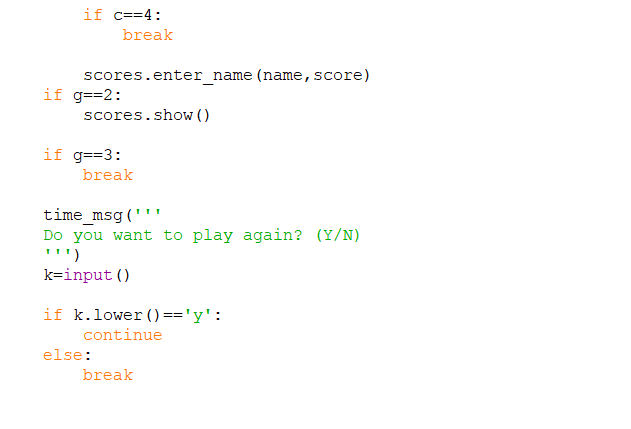 if c==4:
break
scores.enter_name(name,score)
if g==2:
scores.show()
if g==3:
break
time_msg('''
Do you want to play again? (Y/N)
''')
k=input()
if k.lower()=='y':
continue
else:
break